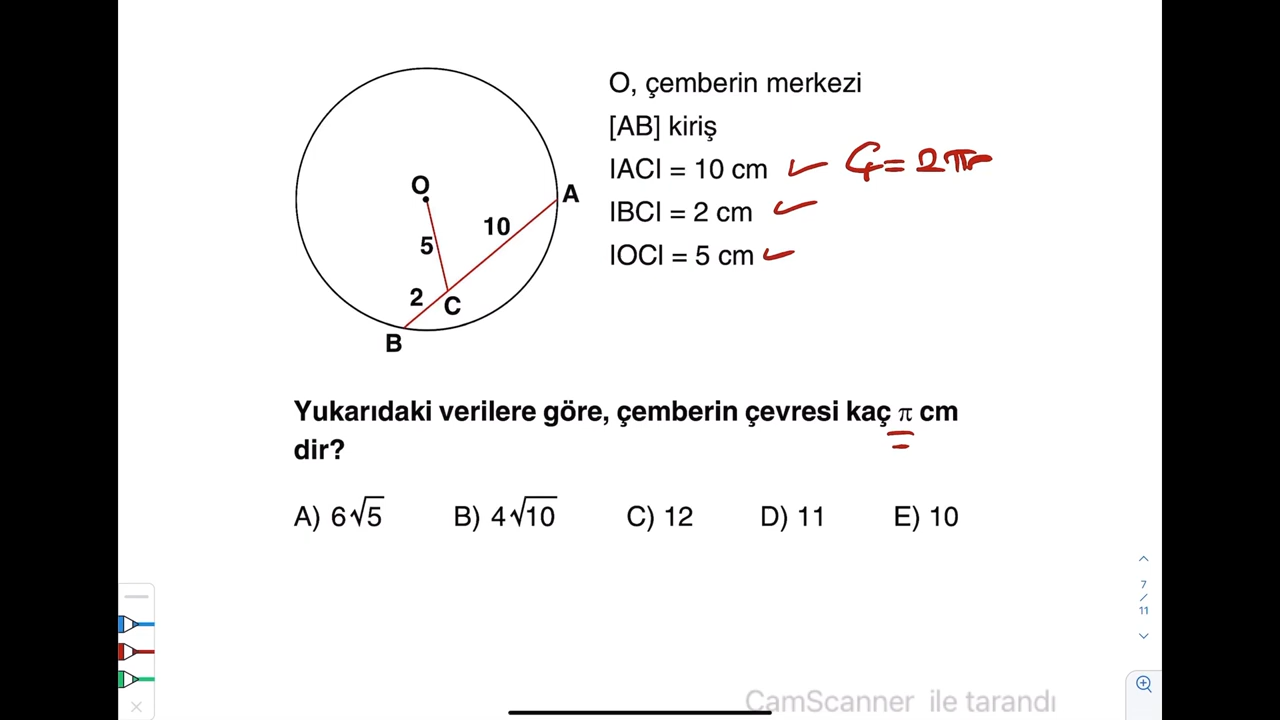 O, çemberin merkezi
[AB] kiriş
IACI = 10 cm Ç = 2πr
IBCI = 2 cm
IOCI = 5 cm
O
A
10
5
2
C
B
Yukarıdaki verilere göre, çemberin çevresi kaç π cm
dir?
A) 6√5 B) 4√10 C) 12 D) 11 E) 10
7
/
11
CamScanner ile tarandı